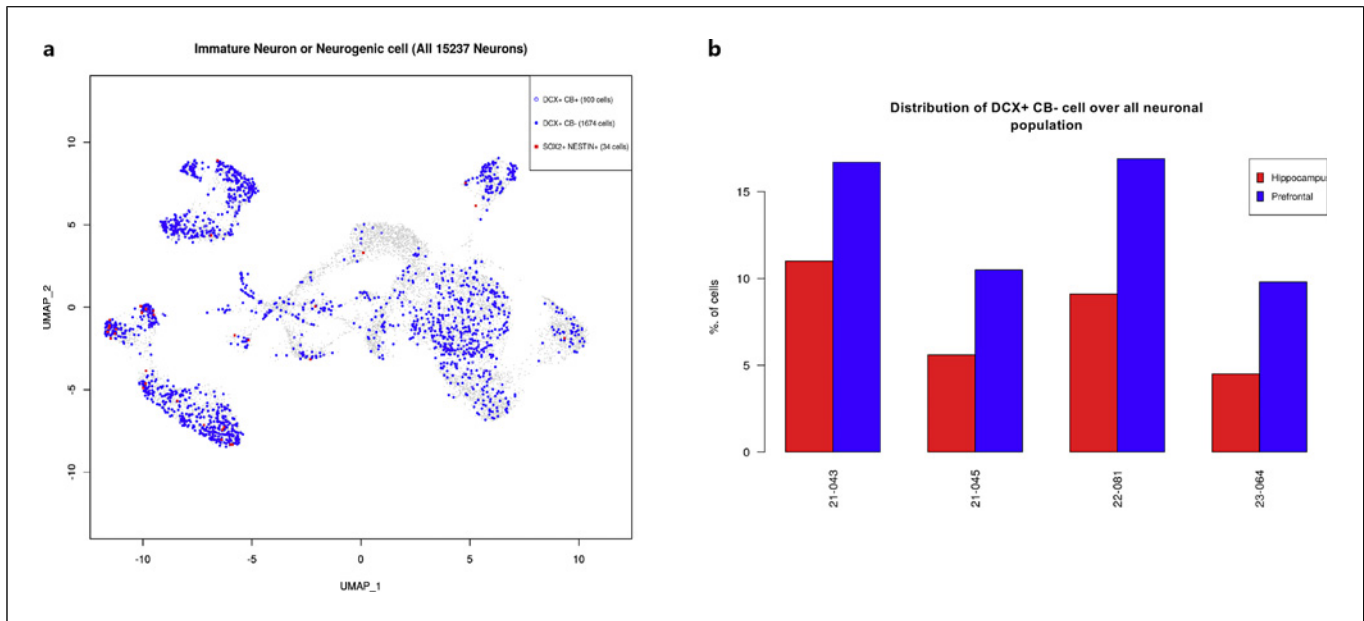 a
Immature Neuron or Neurogenic cell (All 15237 Neurons)
DCX+ CB+ (
cells)
DCX+ CB- (1674 cells)
SOX2+ NESTIN+ (34 cells)
10
5
0
-5
-10
UMAP_2
-10
-5
0
5
10
UMAP_1
b
Distribution of DCX+ CB- cell over all neuronal
population
Hippocampu
Prefrontal
15
10
5
0
%. of cells
21-043
21-045
22-081
23-064